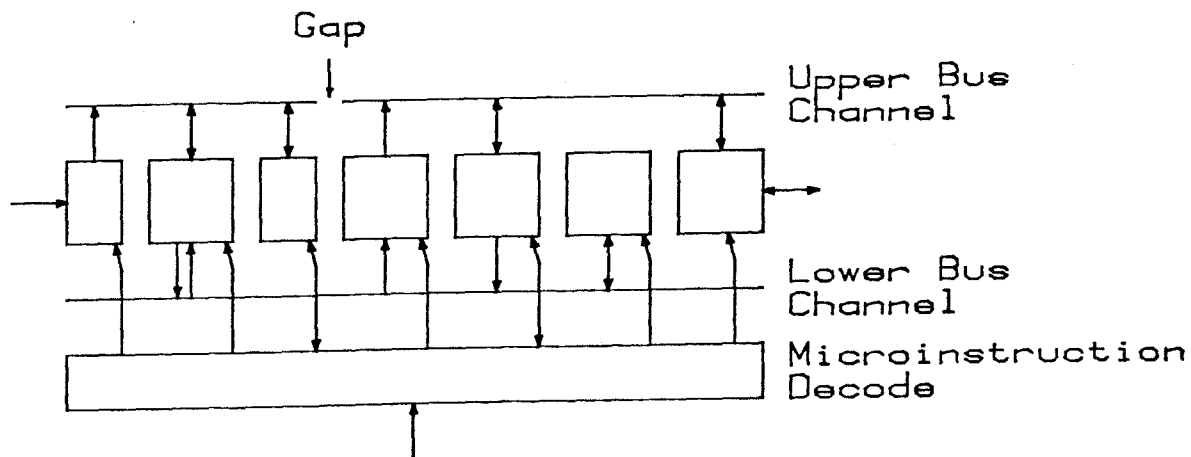 Gap
Upper Bus
Channel
Lower Bus
Channel
Microinstruction
Decode